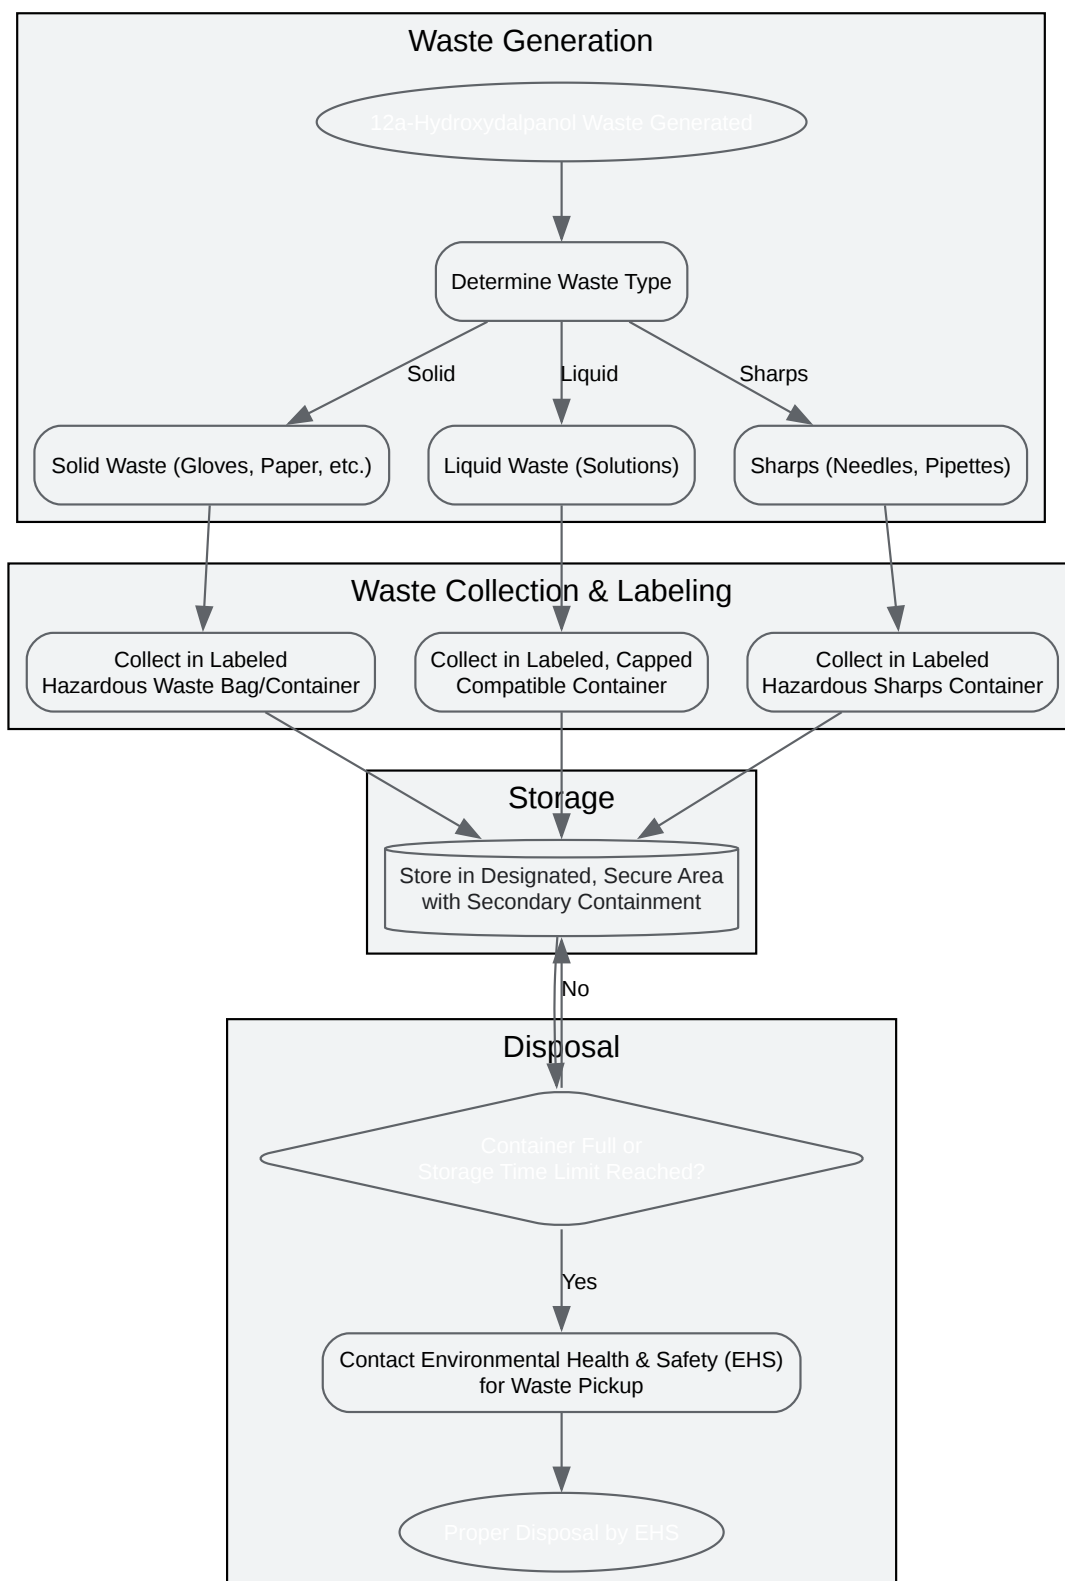 Waste Generation
12a-Hydroxydalpanol Waste Generated
Determine Waste Type
Solid
Liquid
Sharps
Solid Waste (Gloves, Paper, etc.)
Liquid Waste (Solutions)
Sharps (Needles, Pipettes)
Waste Collection & Labeling
Collect in Labeled
Hazardous Waste Bag/Container
Collect in Labeled, Capped
Compatible Container
Collect in Labeled
Hazardous Sharps Container
Storage
Store in Designated, Secure Area
with Secondary Containment
No
Disposal
Container Full or
Storage Time Limit Reached?
Yes
Contact Environmental Health & Safety (EHS)
for Waste Pickup
Proper Disposal by EHS